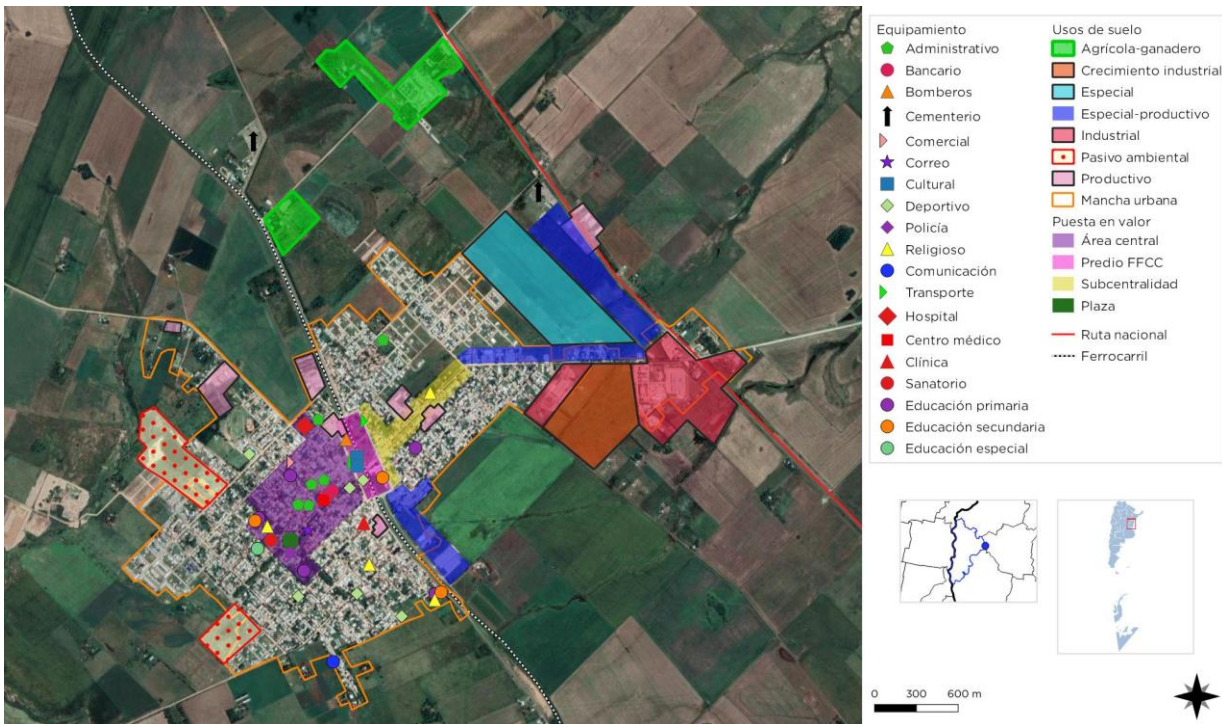 Equipamiento
Administrativo
Bancario
Bomberos
Cementerio
Comercial
Correo
Cultural
Deportivo
Policía
Religioso
Comunicación
Transporte
Hospital
Centro médico
Clínica
Sanatorio
Educación primaria
Educación secundaria
Educación especial
Usos de suelo
Agrícola-ganadero
Crecimiento industrial
Especial
Especial-productivo
Industrial
Pasivo ambiental
Productivo
Mancha urbana
Puesta en valor
Área central
Predio FFCC
Subcentralidad
Plaza
Ruta nacional
Ferrocarril
0 300 600 m